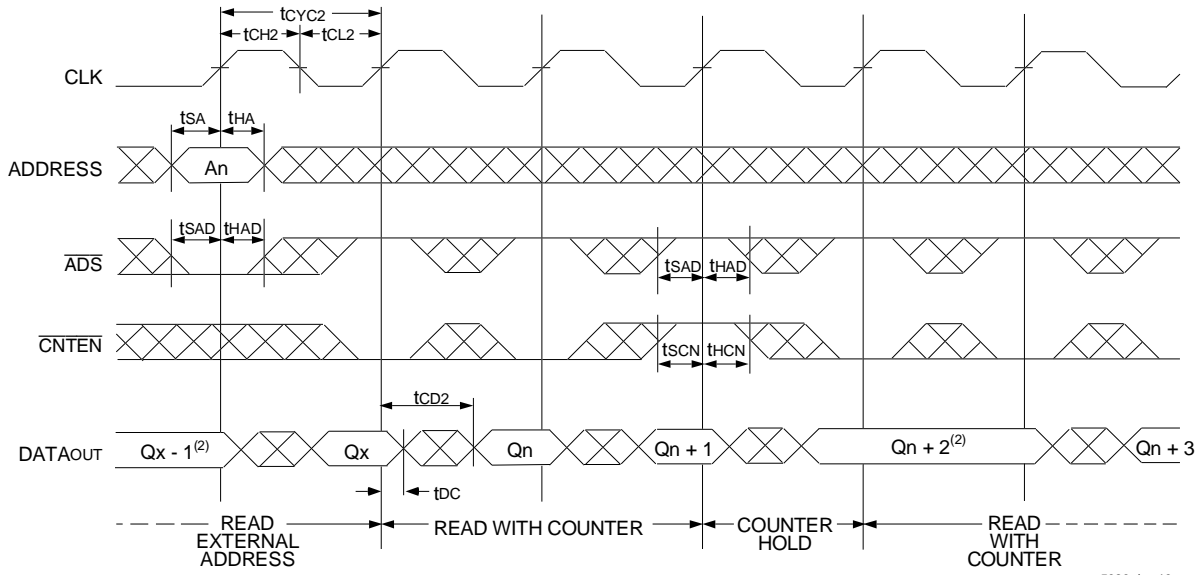 tCYC2
tCH2 tCL2
CLK
tSA tHA
ADDRESS An
tSAD tHAD
ADS
tSAD tHAD
CNTEN
tSCN tHCN
tCD2
DATAOUT Qx - 1(2) Qx Qn Qn + 1 Qn + 2(2) Qn + 3
tDC
READ EXTERNAL ADDRESS
READ WITH COUNTER
COUNTER HOLD
READ WITH COUNTER